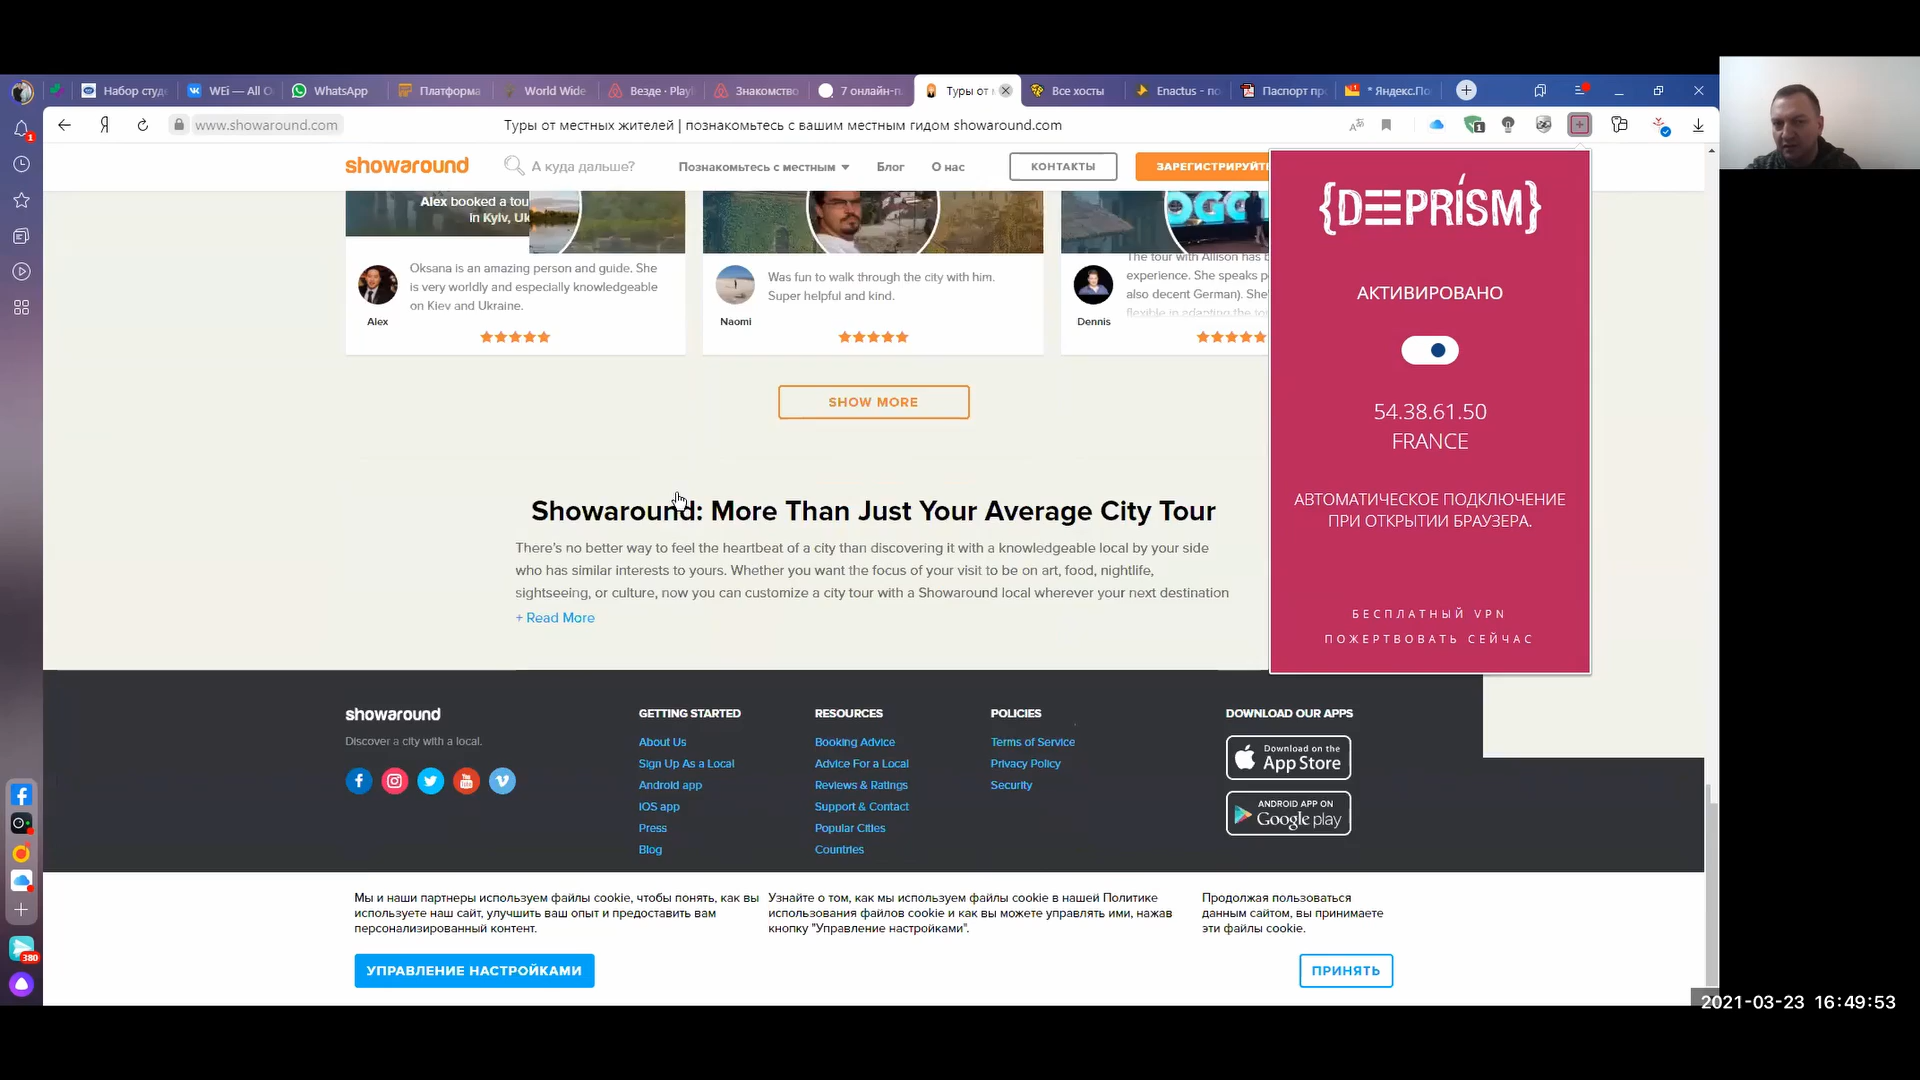 Набор студ
WEi — All O
WhatsApp
Платформа
World Wide
Везде · Playl
Знакомство
7 онлайн-п
Туры от м
Все хосты
Enactus - по
Паспорт пр
* Яндекс.По
1
www.showaround.com
Туры от местных жителей | познакомьтесь с вашим местным гидом showaround.com
1
showaround
А куда дальше?
Познакомьтесь с местным
Блог
О нас
КОНТАКТЫ
ЗАРЕГИСТРИРУЙТЕ
Alex booked a tou
in Kyiv, Uk
Oksana is an amazing person and guide. She
is very worldly and especially knowledgeable
on Kiev and Ukraine.
Alex
Was fun to walk through the city with him.
Super helpful and kind.
Naomi
The tour with Allison has b
experience. She speaks p
also decent German). She'
flexible in adapting the
Dennis
SHOW MORE
{DEEPRISM}
АКТИВИРОВАНО
54.38.61.50
FRANCE
АВТОМАТИЧЕСКОЕ ПОДКЛЮЧЕНИЕ
ПРИ ОТКРЫТИИ БРАУЗЕРА.
БЕСПЛАТНЫЙ VPN
ПОЖЕРТВОВАТЬ СЕЙЧАС
Showaround: More Than Just Your Average City Tour
There's no better way to feel the heartbeat of a city than discovering it with a knowledgeable local by your side
who has similar interests to yours. Whether you want the focus of your visit to be on art, food, nightlife,
sightseeing, or culture, now you can customize a city tour with a Showaround local wherever your next destination
+ Read More
showaround
Discover a city with a local.
GETTING STARTED
About Us
Sign Up As a Local
Android app
iOS app
Press
Blog
RESOURCES
Booking Advice
Advice For a Local
Reviews & Ratings
Support & Contact
Popular Cities
Countries
POLICIES
Terms of Service
Privacy Policy
Security
DOWNLOAD OUR APPS
Download on the
App Store
ANDROID APP ON
Google play
Мы и наши партнеры используем файлы cookie, чтобы понять, как вы
используете наш сайт, улучшить ваш опыт и предоставить вам
персонализированный контент.
Узнайте о том, как мы используем файлы cookie в нашей Политике
использования файлов cookie и как вы можете управлять ими, нажав
кнопку "Управление настройками".
Продолжая пользоваться
данным сайтом, вы принимаете
эти файлы cookie.
УПРАВЛЕНИЕ НАСТРОЙКАМИ
ПРИНЯТЬ
380
2021-03-23 16:49:53